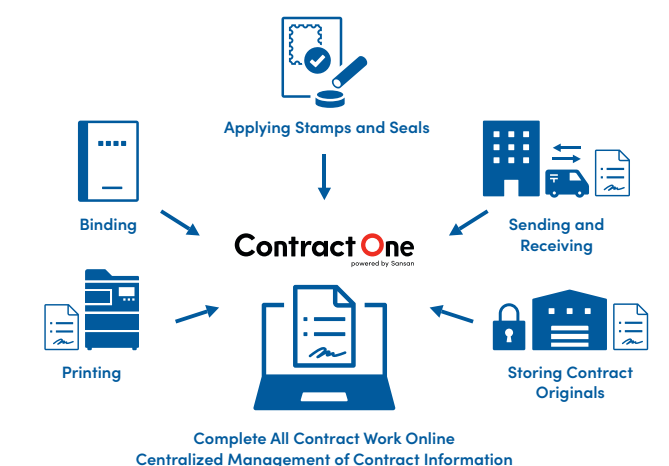 Applying Stamps and Seals
Binding
Sending and
Receiving
Contract One
powered by Sansan
Printing
Storing Contract
Originals
Complete All Contract Work Online
Centralized Management of Contract Information